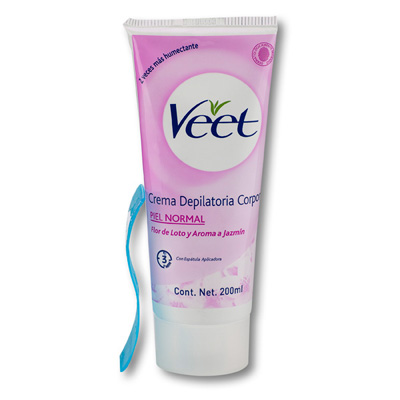 2 veces más humectante
Veet
Crema Depilatoria Corpo
PIEL NORMAL
Flor de Loto y Aroma a Jazmín
3
Con Espátula Aplicadora
Cont. Net. 200ml